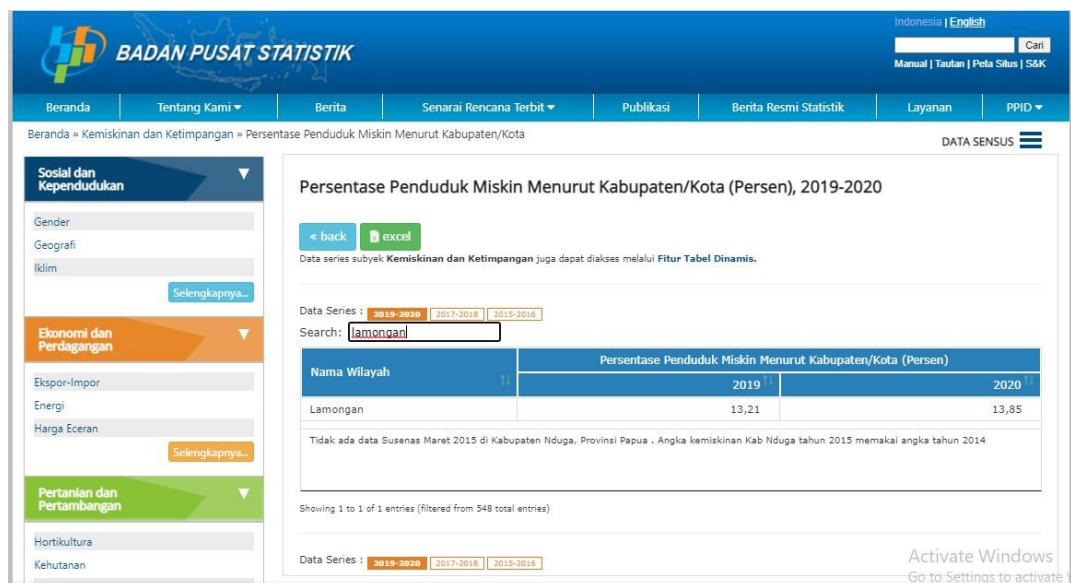 Indonesia | English
BADAN PUSAT STATISTIK
Cari
Manual | Tautan | Peta Situs | S&K
Beranda Tentang Kami Berita Senarai Rencana Terbit Publikasi Berita Resmi Statistik Layanan PPID
Beranda » Kemiskinan dan Ketimpangan » Persentase Penduduk Miskin Menurut Kabupaten/Kota
DATA SENSUS
Sosial dan
Kependudukan
Gender
Geografi
Iklim
Selengkapnya...
Ekonomi dan
Perdagangan
Ekspor-Impor
Energi
Harga Eceran
Selengkapnya...
Pertanian dan
Pertambangan
Hortikultura
Kehutanan
Persentase Penduduk Miskin Menurut Kabupaten/Kota (Persen), 2019-2020
« back excel
Data series subyek Kemiskinan dan Ketimpangan juga dapat diakses melalui Fitur Tabel Dinamis.
Data Series : 2019-2020 2017-2018 2015-2016
Search: lamongan
Nama Wilayah
Persentase Penduduk Miskin Menurut Kabupaten/Kota (Persen)
2019 2020
Lamongan 13,21 13,85
Tidak ada data Susenas Maret 2015 di Kabupaten Nduga, Provinsi Papua . Angka kemiskinan Kab Nduga tahun 2015 memakai angka tahun 2014
Showing 1 to 1 of 1 entries (filtered from 548 total entries)
Data Series : 2019-2020 2017-2018 2015-2016
Activate Windows
Go to Settings to activate